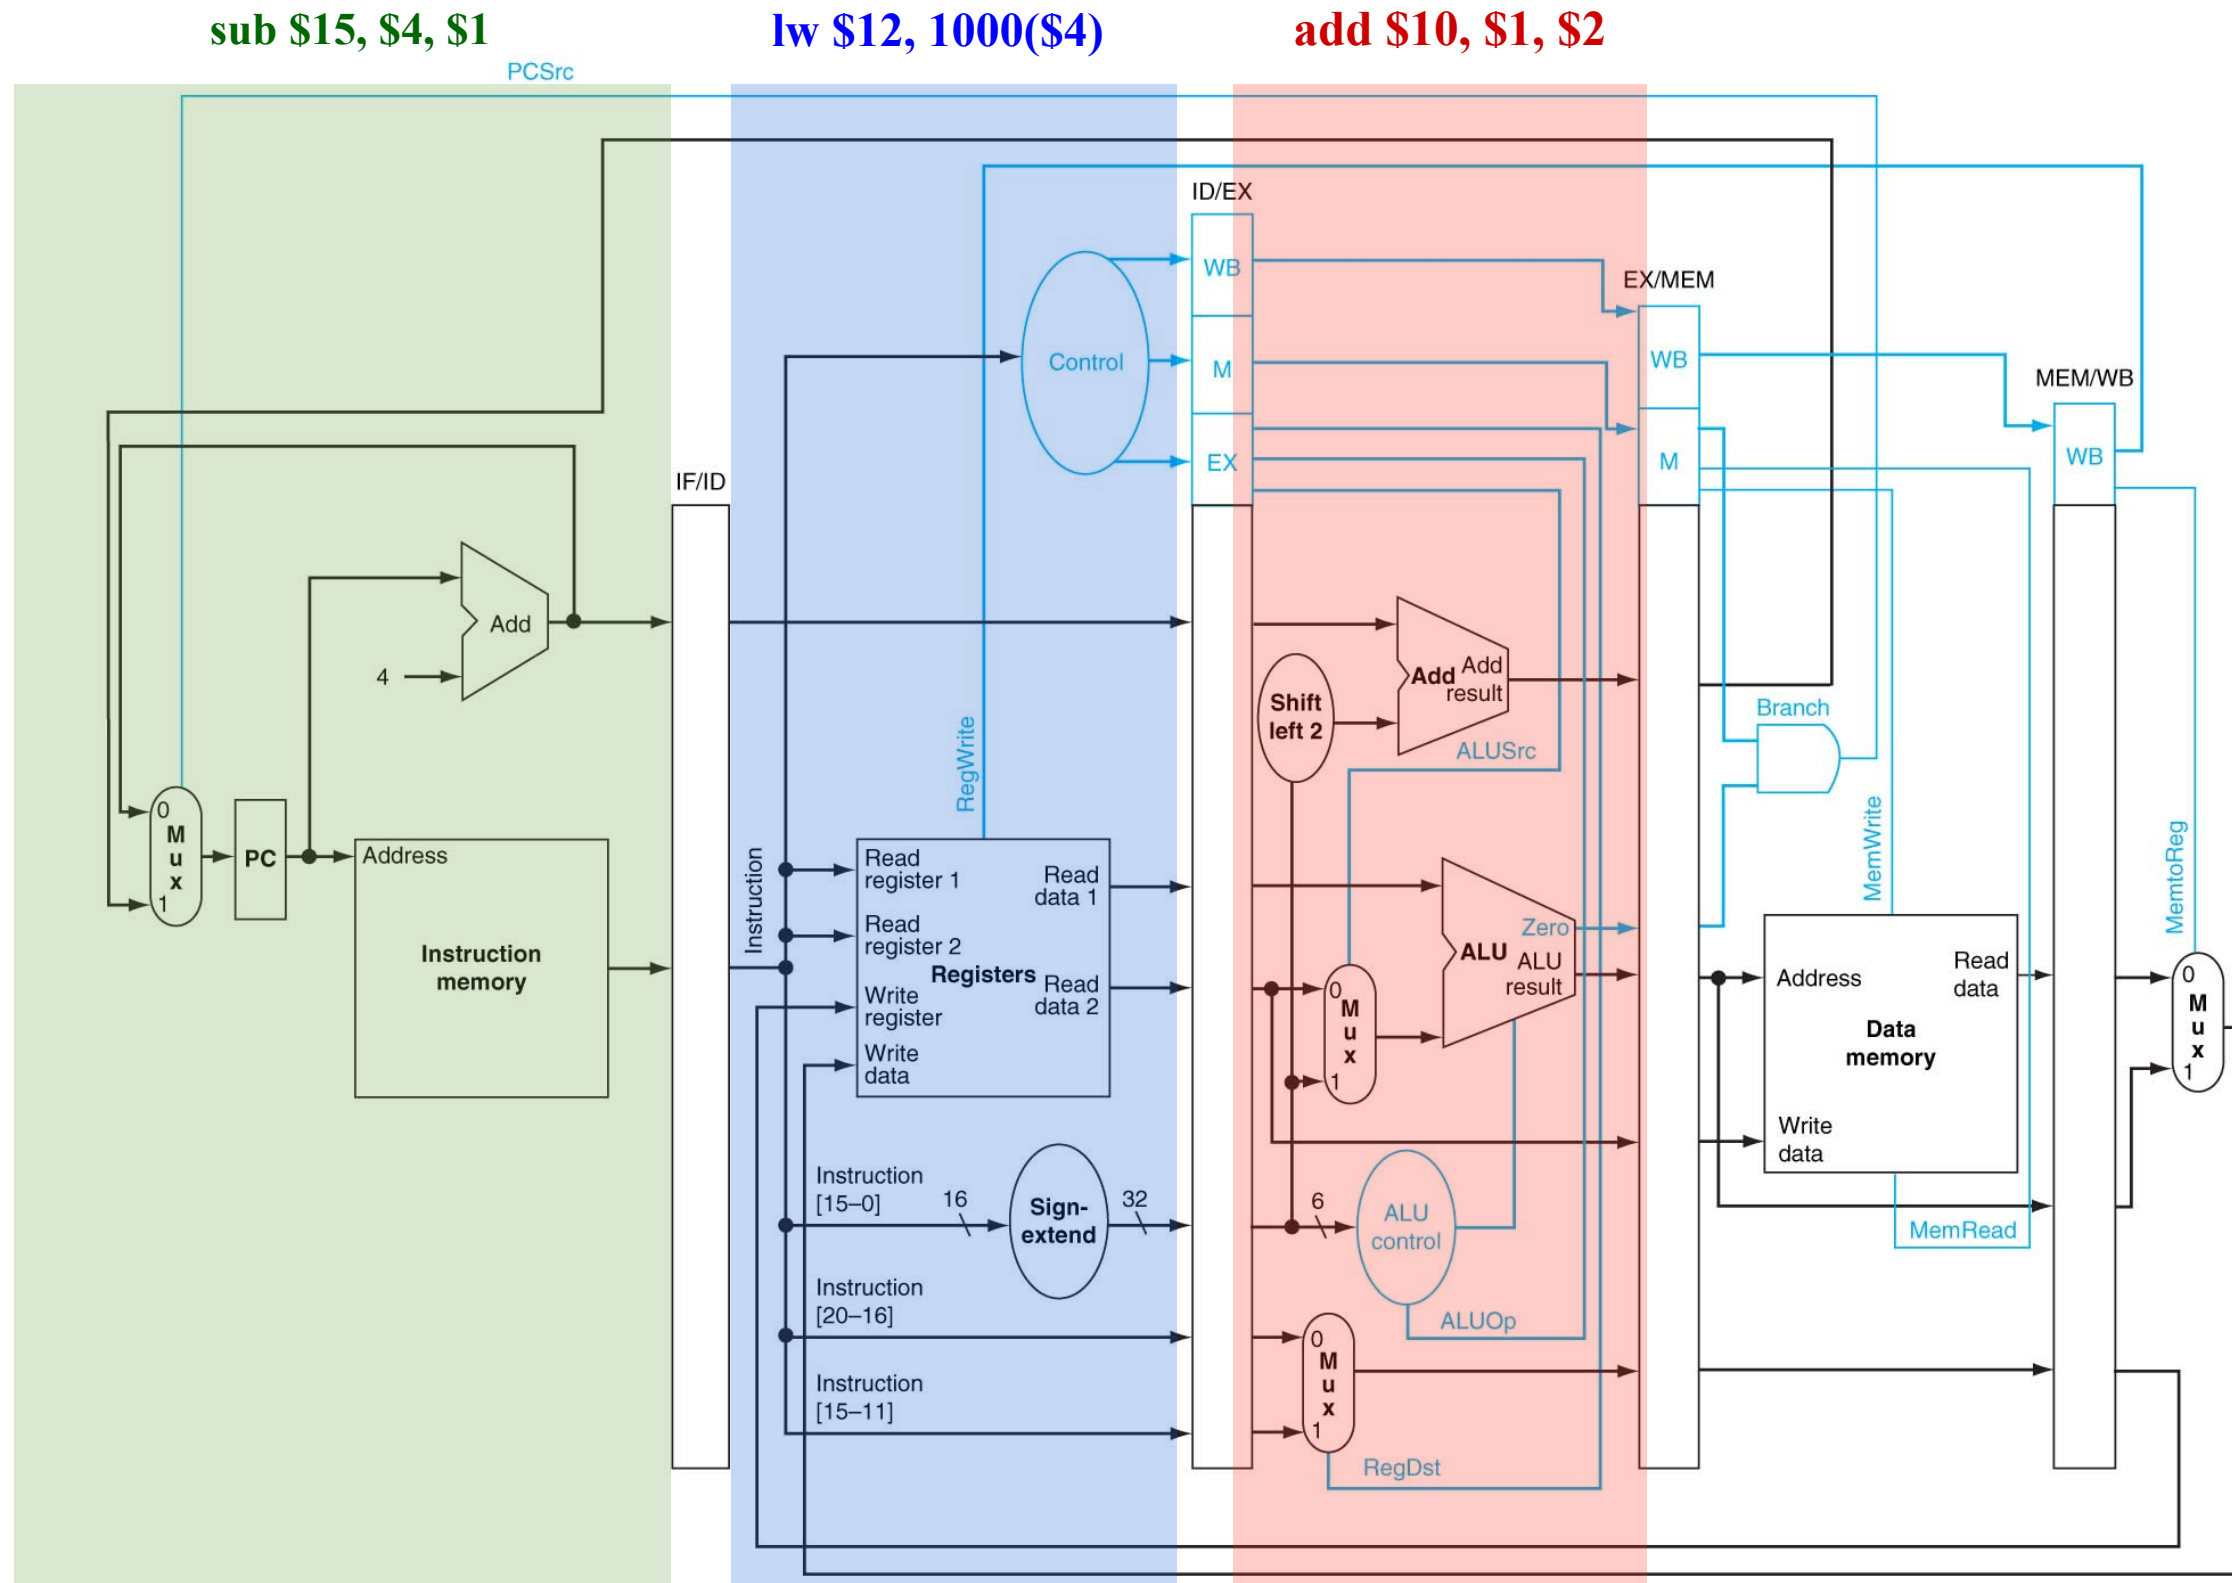 sub $15, $4, $1
lw $12, 1000($4)
add $10, $1, $2
PCSrc
ID/EX
WB
EX/MEM
Control
M
WB
MEM/WB
EX
M
WB
IF/ID
Add
4
Add
Add
result
Shift
left 2
Branch
ALUSrc
RegWrite
MemWrite
MemtoReg
0
M
u
x
1
PC
Address
Instruction
memory
Instruction
Read
register 1
Read
data 1
Read
register 2
Registers
Read
data 2
Write
register
Write
data
Zero
ALU
ALU
result
0
M
u
x
1
Address
Read
data
Data
memory
Write
data
0
M
u
x
1
MemRead
Instruction
[15–0]
16
Sign-
extend
32
6
ALU
control
Instruction
[20–16]
ALUOp
0
M
u
x
1
Instruction
[15–11]
RegDst